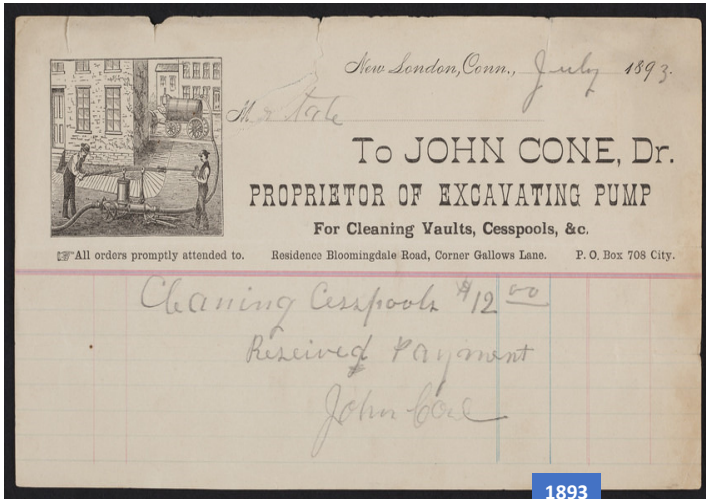 New London, Conn., July 1893.
Mr Tate
To JOHN CONE, Dr.
PROPRIETOR OF EXCAVATING PUMP
For Cleaning Vaults, Cesspools, &c.
☞All orders promptly attended to. Residence Bloomingdale Road, Corner Gallows Lane. P. O. Box 708 City.
Cleaning Cesspools $12 00
Received Payment
John Cone
1893